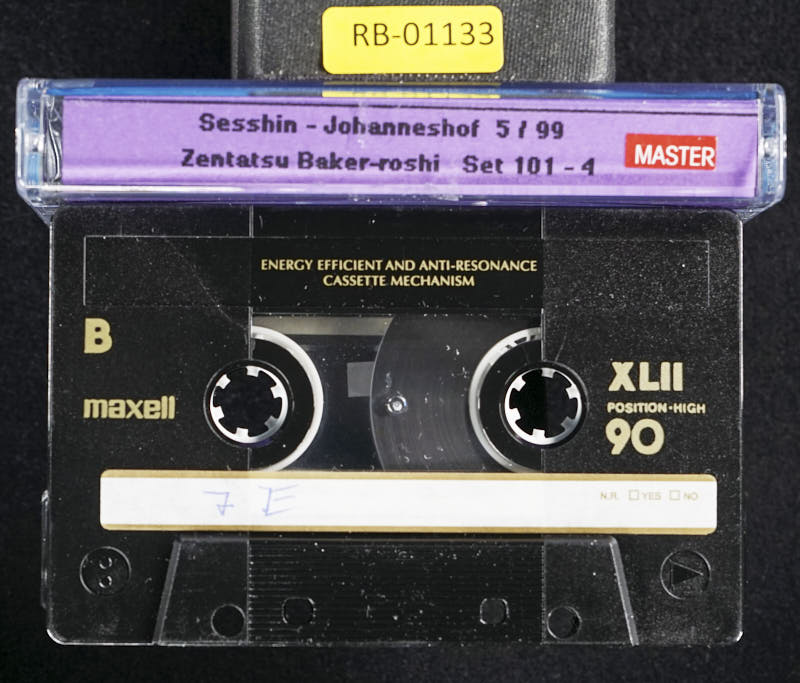 RB-01133
Sesshin - Johanneshof 5 / 99
Zentatsu Baker-roshi Set 101 - 4
MASTER
ENERGY EFFICIENT AND ANTI-RESONANCE
CASSETTE MECHANISM
B
maxell
XLII
POSITION·HIGH
90
7 E
N.R. YES NO